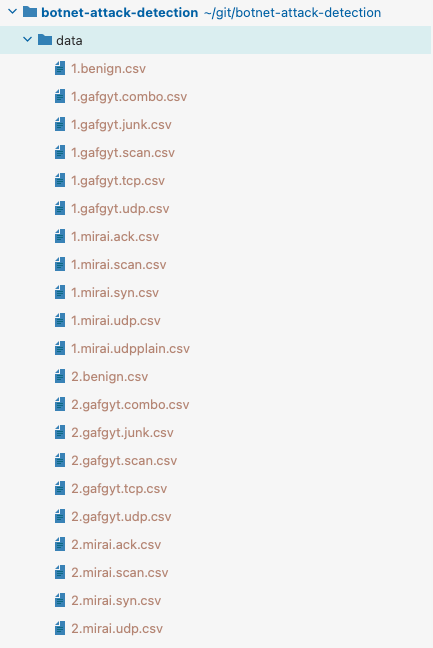 botnet-attack-detection ~/git/botnet-attack-detection
data
1.benign.csv
1.gafgyt.combo.csv
1.gafgyt.junk.csv
1.gafgyt.scan.csv
1.gafgyt.tcp.csv
1.gafgyt.udp.csv
1.mirai.ack.csv
1.mirai.scan.csv
1.mirai.syn.csv
1.mirai.udp.csv
1.mirai.udpplain.csv
2.benign.csv
2.gafgyt.combo.csv
2.gafgyt.junk.csv
2.gafgyt.scan.csv
2.gafgyt.tcp.csv
2.gafgyt.udp.csv
2.mirai.ack.csv
2.mirai.scan.csv
2.mirai.syn.csv
2.mirai.udp.csv